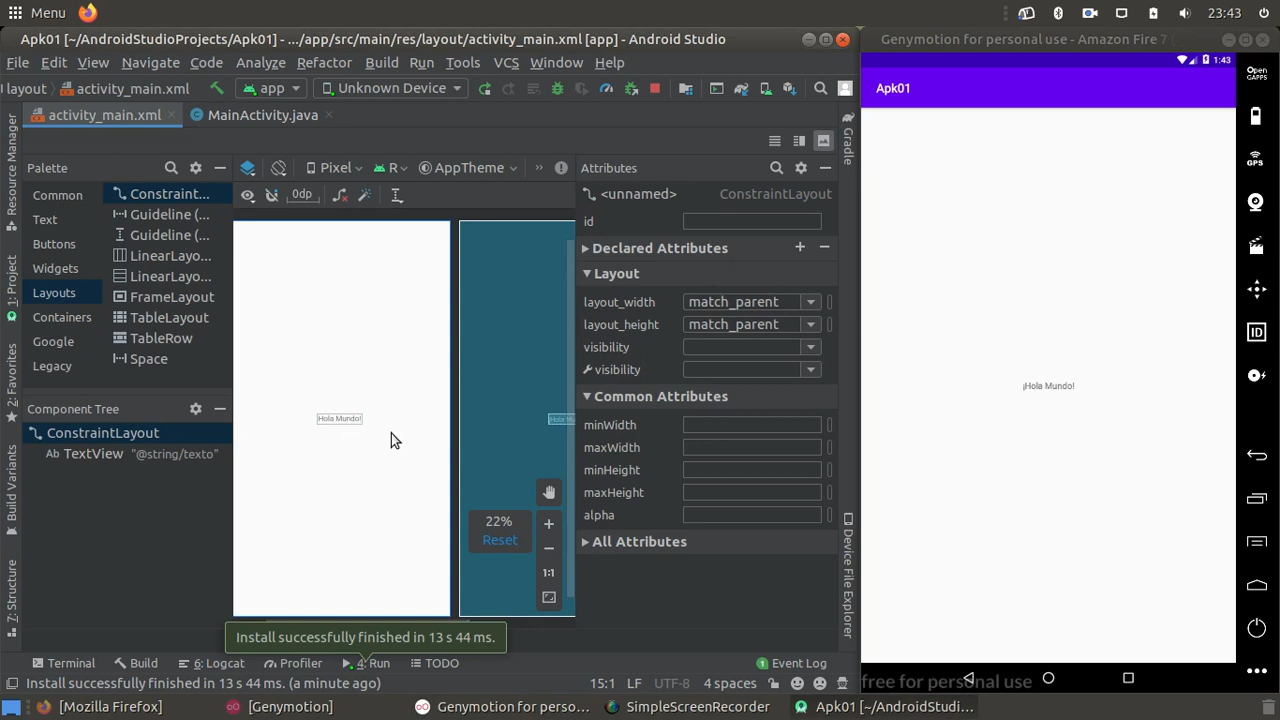 Menu
23:43
Apk01 [~/AndroidStudioProjects/Apk01] - .../app/src/main/res/layout/activity_main.xml [app] - Android Studio
Genymotion for personal use - Amazon Fire 7 (
File Edit View Navigate Code Analyze Refactor Build Run Tools VCS Window Help
layout activity_main.xml app Unknown Device
activity_main.xml MainActivity.java
Palette
Pixel R AppTheme »
Attributes
0dp
Common
Text
Buttons
Widgets
Layouts
Containers
Google
Legacy
Constraint...
Guideline (...
Guideline (...
LinearLayo...
LinearLayo...
FrameLayout
TableLayout
TableRow
Space
Component Tree
ConstraintLayout
Ab TextView "@string/texto"
¡Hola Mundo!
22%
Reset
1:1
<unnamed> ConstraintLayout
id
Declared Attributes
Layout
layout_width match_parent
layout_height match_parent
visibility
visibility
Common Attributes
minWidth
maxWidth
minHeight
maxHeight
alpha
All Attributes
Resource Manager
1: Project
2: Favorites
Build Variants
7: Structure
Gradle
Device File Explorer
Install successfully finished in 13 s 44 ms.
Terminal Build 6: Logcat Profiler 4: Run TODO 1 Event Log
Install successfully finished in 13 s 44 ms. (a minute ago)
15:1 LF UTF-8 4 spaces
1:43
Apk01
¡Hola Mundo!
free for personal use
OPEN GAPPS
GPS
ID
[Mozilla Firefox] [Genymotion] Genymotion for perso... SimpleScreenRecorder Apk01 [~/AndroidStudi...